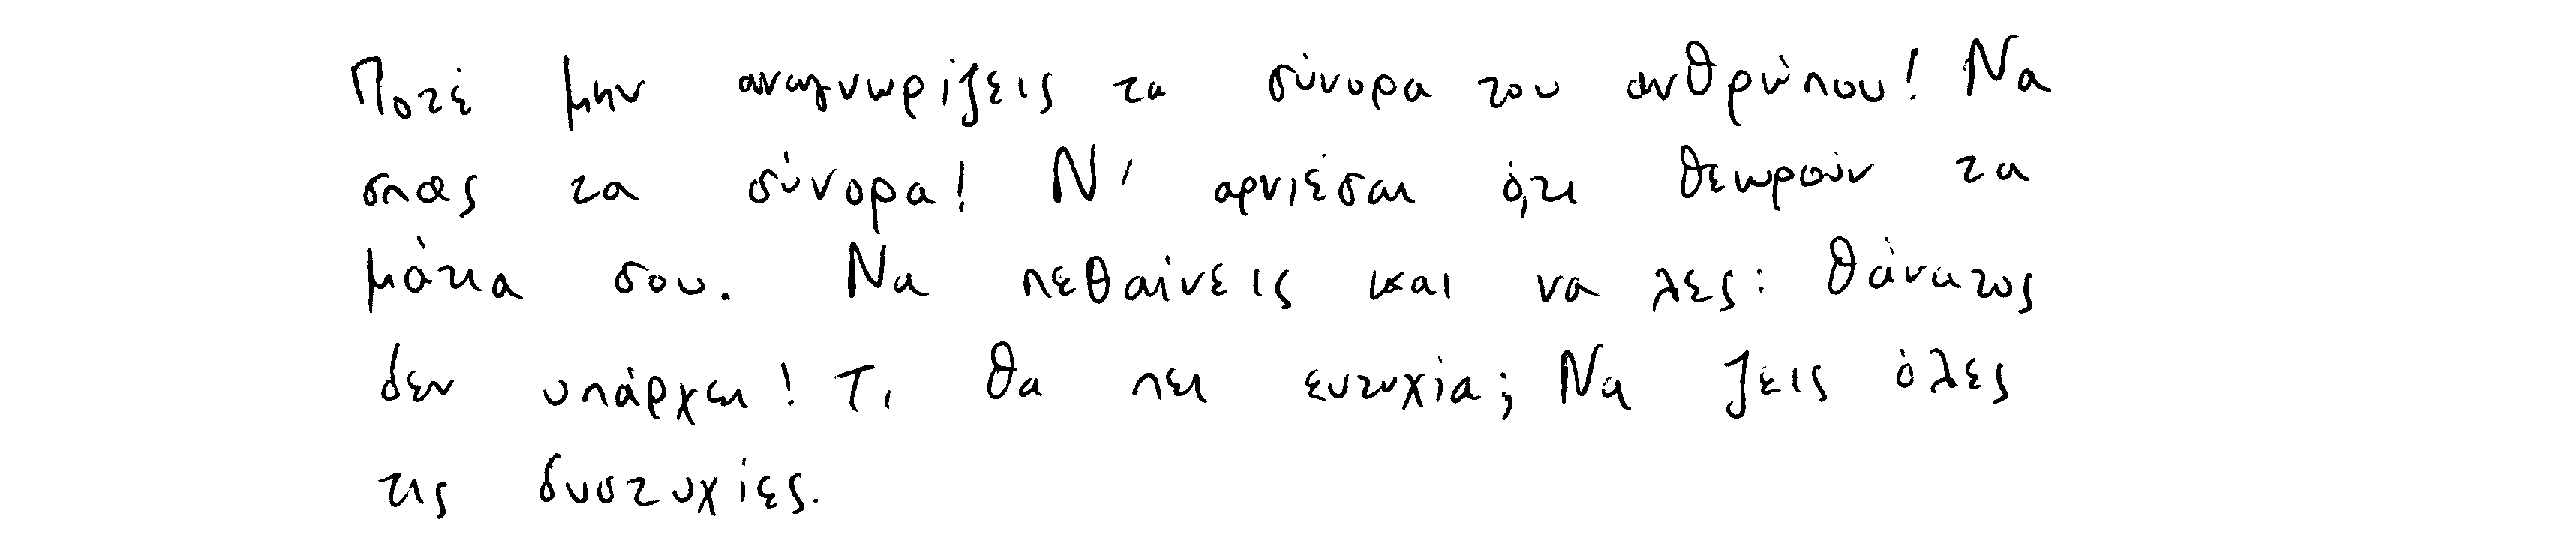 Ποτέ μην αναγνωρίζεις τα σύνορα του ανθρώπου! Να
σπας τα σύνορα! Ν' αρνιέσαι ό,τι θεωρούν τα
μάτια σου. Να πεθαίνεις και να λες: θάνατος
δεν υπάρχει! Τι θα πει ευτυχία; Να ζεις όλες
τις δυστυχίες.